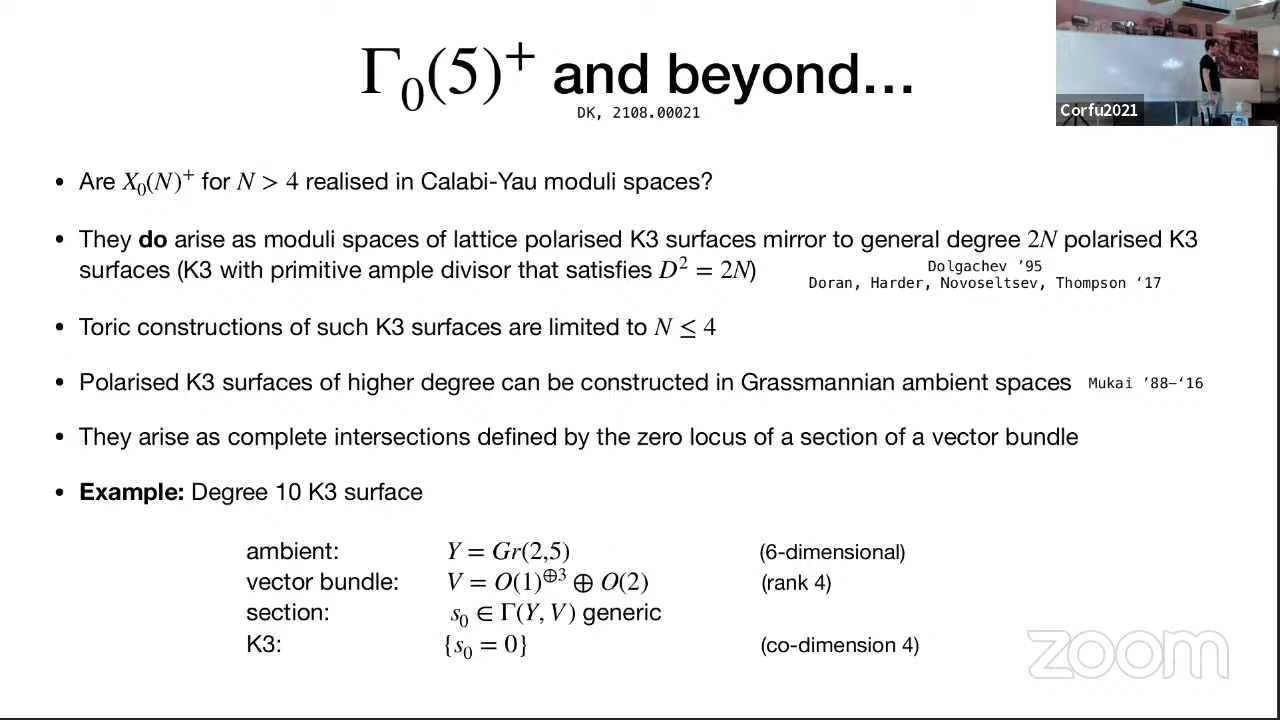 Γ₀(5)⁺ and beyond...
DK, 2108.00021
Corfu2021
• Are X₀(N)⁺ for N > 4 realised in Calabi-Yau moduli spaces?
• They do arise as moduli spaces of lattice polarised K3 surfaces mirror to general degree 2N polarised K3
surfaces (K3 with primitive ample divisor that satisfies D² = 2N)
Dolgachev '95
Doran, Harder, Novoseltsev, Thompson ‘17
• Toric constructions of such K3 surfaces are limited to N ≤ 4
• Polarised K3 surfaces of higher degree can be constructed in Grassmannian ambient spaces Mukai '88-‘16
• They arise as complete intersections defined by the zero locus of a section of a vector bundle
• Example: Degree 10 K3 surface
ambient: Y = Gr(2,5) (6-dimensional)
vector bundle: V = O(1)^⊕3 ⊕ O(2) (rank 4)
section: s₀ ∈ Γ(Y, V) generic
K3: {s₀ = 0} (co-dimension 4)
zoom